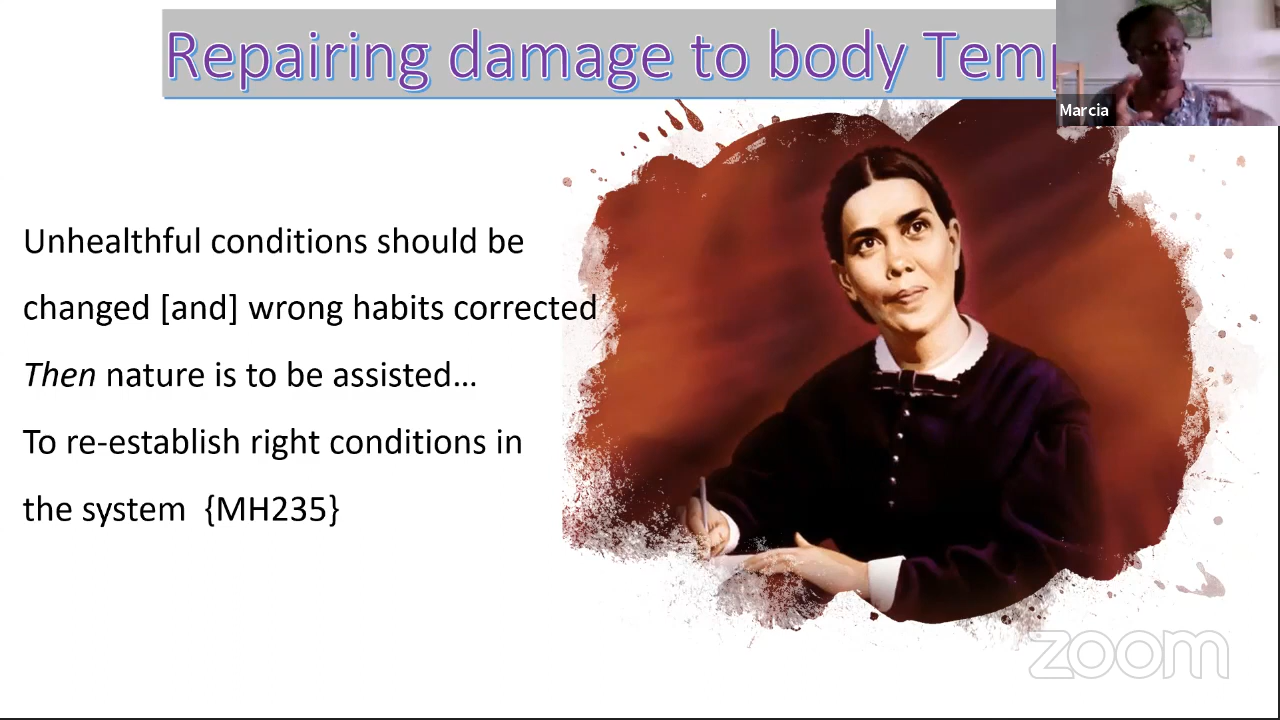 Repairing damage to body Temp
Marcia
Unhealthful conditions should be
changed [and] wrong habits corrected
Then nature is to be assisted...
To re-establish right conditions in
the system {MH235}
zoom